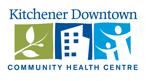 Kitchener Downtown
COMMUNITY HEALTH CENTRE